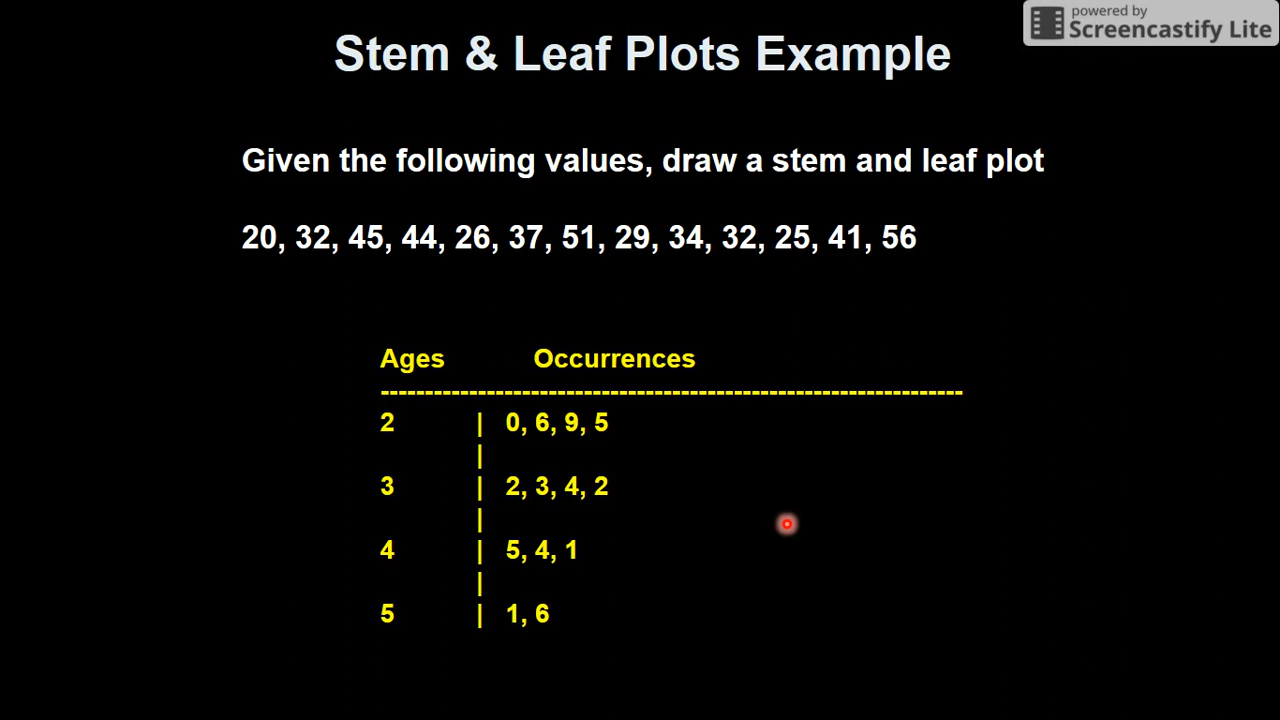 powered by
Screencastify Lite
Stem & Leaf Plots Example
Given the following values, draw a stem and leaf plot
20, 32, 45, 44, 26, 37, 51, 29, 34, 32, 25, 41, 56
Ages Occurrences
------------------------------------------------------------------
2 | 0, 6, 9, 5
|
3 | 2, 3, 4, 2
|
4 | 5, 4, 1
|
5 | 1, 6